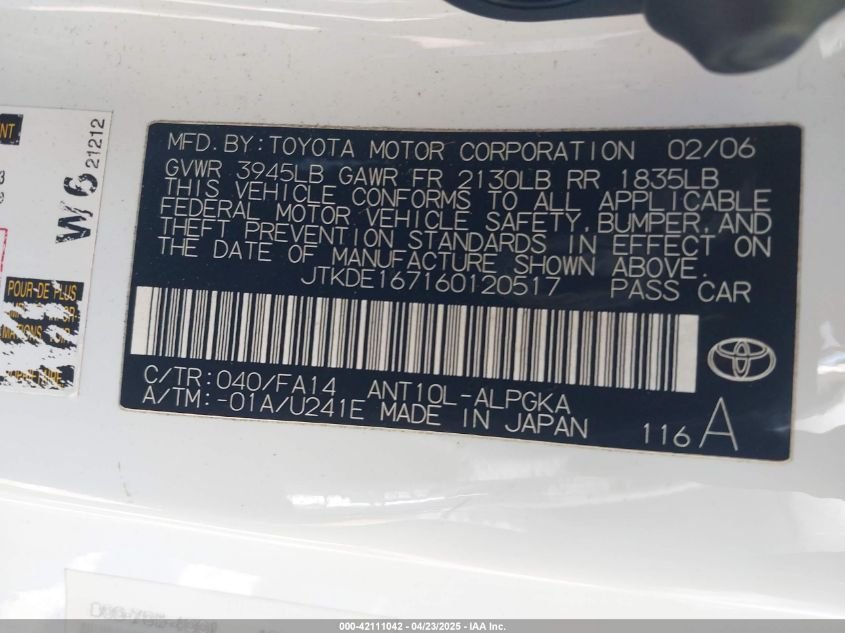 NT
W6
21212
POUR DE PLUS
MFD. BY: TOYOTA MOTOR CORPORATION 02/06
GVWR 3945LB GAWR FR 2130LB RR 1835LB
THIS VEHICLE CONFORMS TO ALL APPLICABLE
FEDERAL MOTOR VEHICLE SAFETY, BUMPER, AND
THEFT PREVENTION STANDARDS IN EFFECT ON
THE DATE OF MANUFACTURE SHOWN ABOVE.
JTKDE167160120517 PASS CAR
C/TR: 040/FA14 ANT10L-ALPGKA
A/TM: -01A/U241E MADE IN JAPAN
116 A
000-42111042 / 04/23/2025 - IAA Inc.